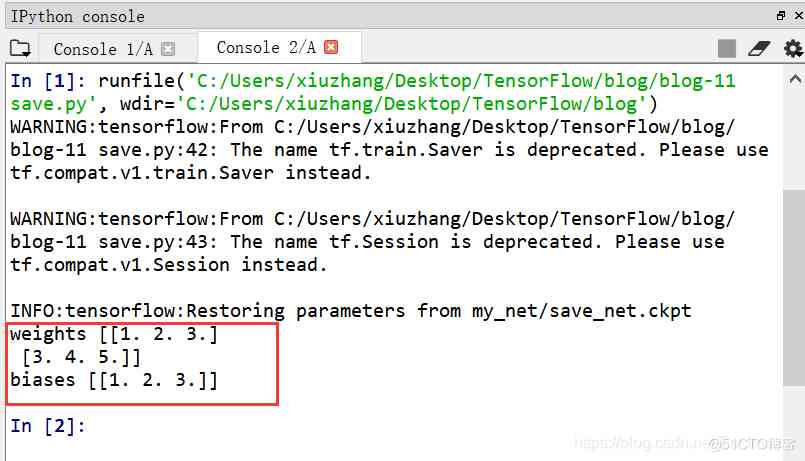 IPython console
Console 1/A
Console 2/A
In [1]: runfile('C:/Users/xiuzhang/Desktop/TensorFlow/blog/blog-11
save.py', wdir='C:/Users/xiuzhang/Desktop/TensorFlow/blog')
WARNING:tensorflow:From C:/Users/xiuzhang/Desktop/TensorFlow/blog/
blog-11 save.py:42: The name tf.train.Saver is deprecated. Please use
tf.compat.v1.train.Saver instead.
WARNING:tensorflow:From C:/Users/xiuzhang/Desktop/TensorFlow/blog/
blog-11 save.py:43: The name tf.Session is deprecated. Please use
tf.compat.v1.Session instead.
INFO:tensorflow:Restoring parameters from my_net/save_net.ckpt
weights [[1. 2. 3.]
[3. 4. 5.]]
biases [[1. 2. 3.]]
In [2]:
https://blog.csdn.ne
@51CTO博客